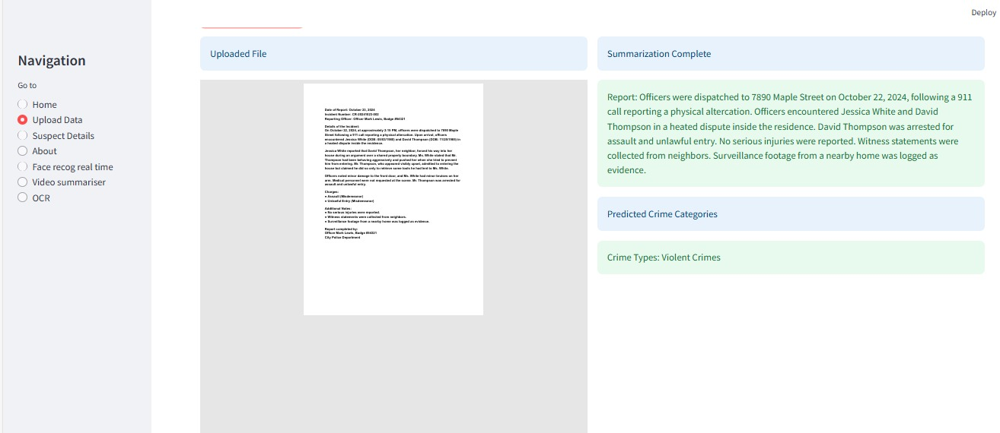 Deploy
Navigation
Go to
Home
Upload Data
Suspect Details
About
Face recog real time
Video summariser
OCR
Uploaded File
Date of Report: October 23, 2024
Incident Number: CR-20241023-002
Reporting Officer: Officer Mark Lewis, Badge #54321
Details of the Incident:
On October 22, 2024, at approximately 3:15 PM, officers were dispatched to 7890 Maple
Street following a 911 call reporting a physical altercation. Upon arrival, officers
encountered Jessica White (DOB: 05/03/1985) and David Thompson (DOB: 11/25/1980) in
a heated dispute inside the residence.
Jessica White reported that David Thompson, her neighbor, forced his way into her
house during an argument over a shared property boundary. Ms. White stated that Mr.
Thompson had been behaving aggressively and pushed her when she tried to prevent
him from entering. Mr. Thompson, who appeared visibly upset, admitted to entering the
house but claimed he did so only to retrieve some tools he had lent to Ms. White.
Officers noted minor damage to the front door, and Ms. White had minor bruises on her
arm. Medical personnel were not requested at the scene. Mr. Thompson was arrested for
assault and unlawful entry.
Charges:
● Assault (Misdemeanor)
● Unlawful Entry (Misdemeanor)
Additional Notes:
● No serious injuries were reported.
● Witness statements were collected from neighbors.
● Surveillance footage from a nearby home was logged as evidence.
Report completed by:
Officer Mark Lewis, Badge #54321
City Police Department
Summarization Complete
Report: Officers were dispatched to 7890 Maple Street on October 22, 2024, following a 911
call reporting a physical altercation. Officers encountered Jessica White and David
Thompson in a heated dispute inside the residence. David Thompson was arrested for
assault and unlawful entry. No serious injuries were reported. Witness statements were
collected from neighbors. Surveillance footage from a nearby home was logged as
evidence.
Predicted Crime Categories
Crime Types: Violent Crimes